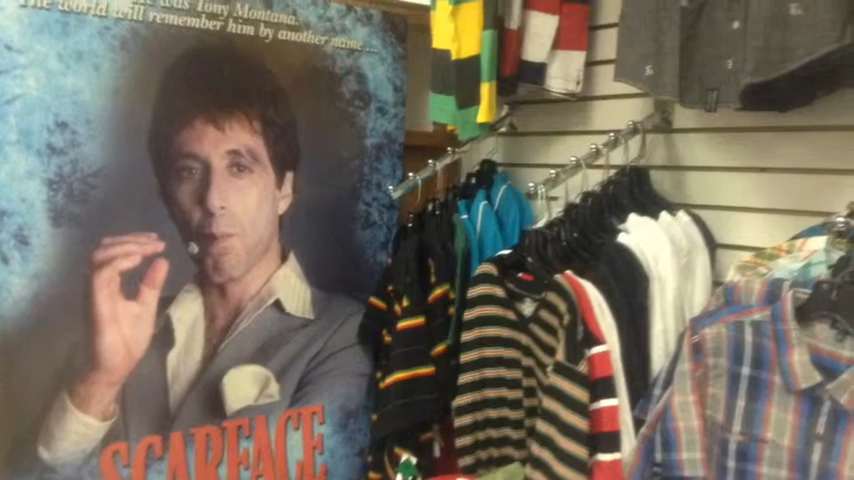 was Tony Montana.
The world will remember him by another name...
SCARFACE